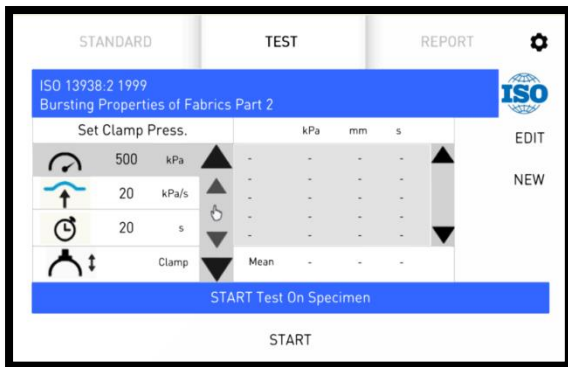 STANDARD TEST REPORT
ISO 13938:2 1999
Bursting Properties of Fabrics Part 2
ISO
Set Clamp Press. kPa mm s
EDIT
500 kPa - - - -
NEW
20 kPa/s - - - -
- - - -
20 s - - - -
- - - -
Clamp Mean - - -
START Test On Specimen
START